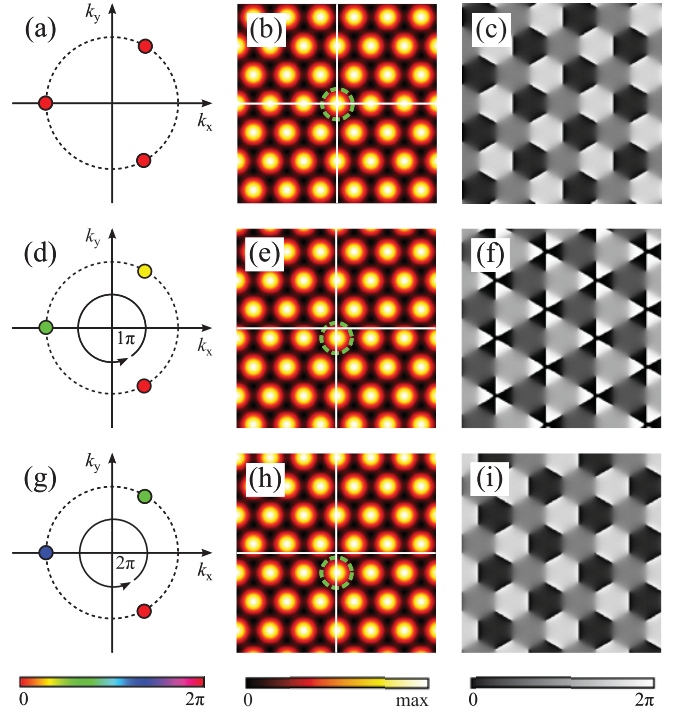 (a)
k_y
k_x
(b)
(c)
(d)
k_y
1π
k_x
(e)
(f)
(g)
k_y
2π
k_x
(h)
(i)
0 2π
0 max
0 2π